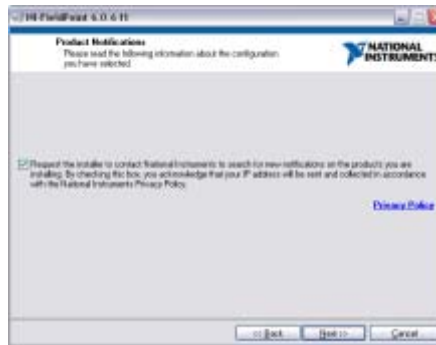 NI-FieldPoint 6.0.6 f1
Product Notifications
Please read the following information about the configuration
you have selected.
NATIONAL
INSTRUMENTS
Request the installer to contact National Instruments to search for new notifications on the products you are
installing. By checking this box, you acknowledge that your IP address will be sent and collected in accordance
with the National Instruments Privacy Policy.
Privacy Policy
<< Back
Next >>
Cancel